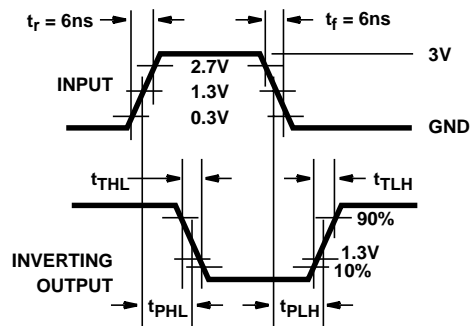 tr = 6ns
tf = 6ns
3V
INPUT
2.7V
1.3V
0.3V
GND
tTHL
tTLH
90%
INVERTING
OUTPUT
1.3V
10%
tPHL
tPLH